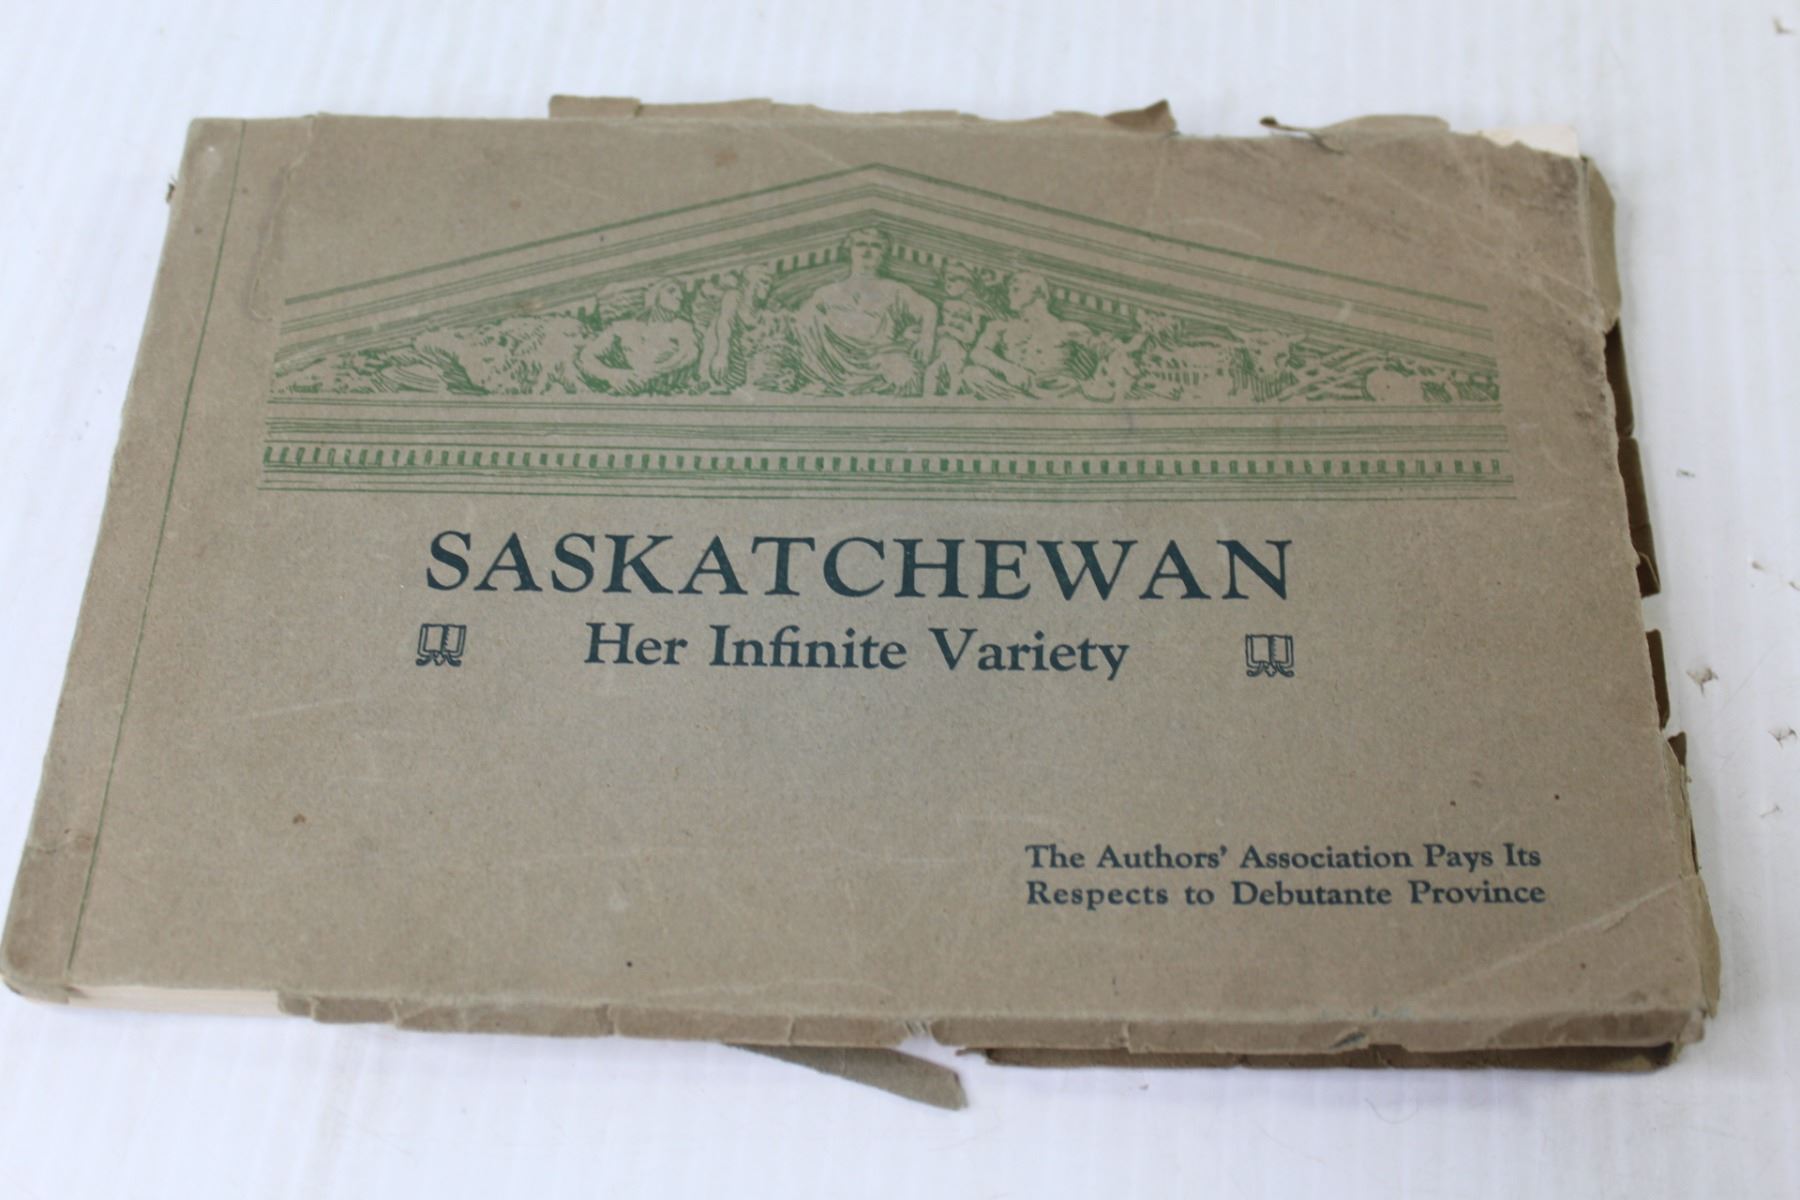 SASKATCHEWAN
Her Infinite Variety
The Authors' Association Pays Its
Respects to Debutante Province